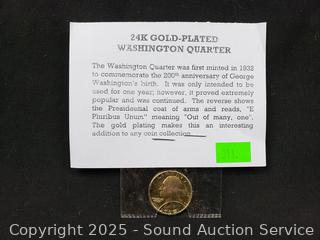 24K GOLD-PLATED
WASHINGTON QUARTER
The Washington Quarter was first minted in 1932
to commemorate the 200th anniversary of George
Washington's birth. It was only intended to be
used for one year; however, it proved extremely
popular and was continued. The reverse shows
the Presidential coat of arms and reads, "E
Pluribus Unum" meaning "Out of many, one".
The gold plating makes this an interesting
addition to any coin collection.
Copyright 2025 - Sound Auction Service